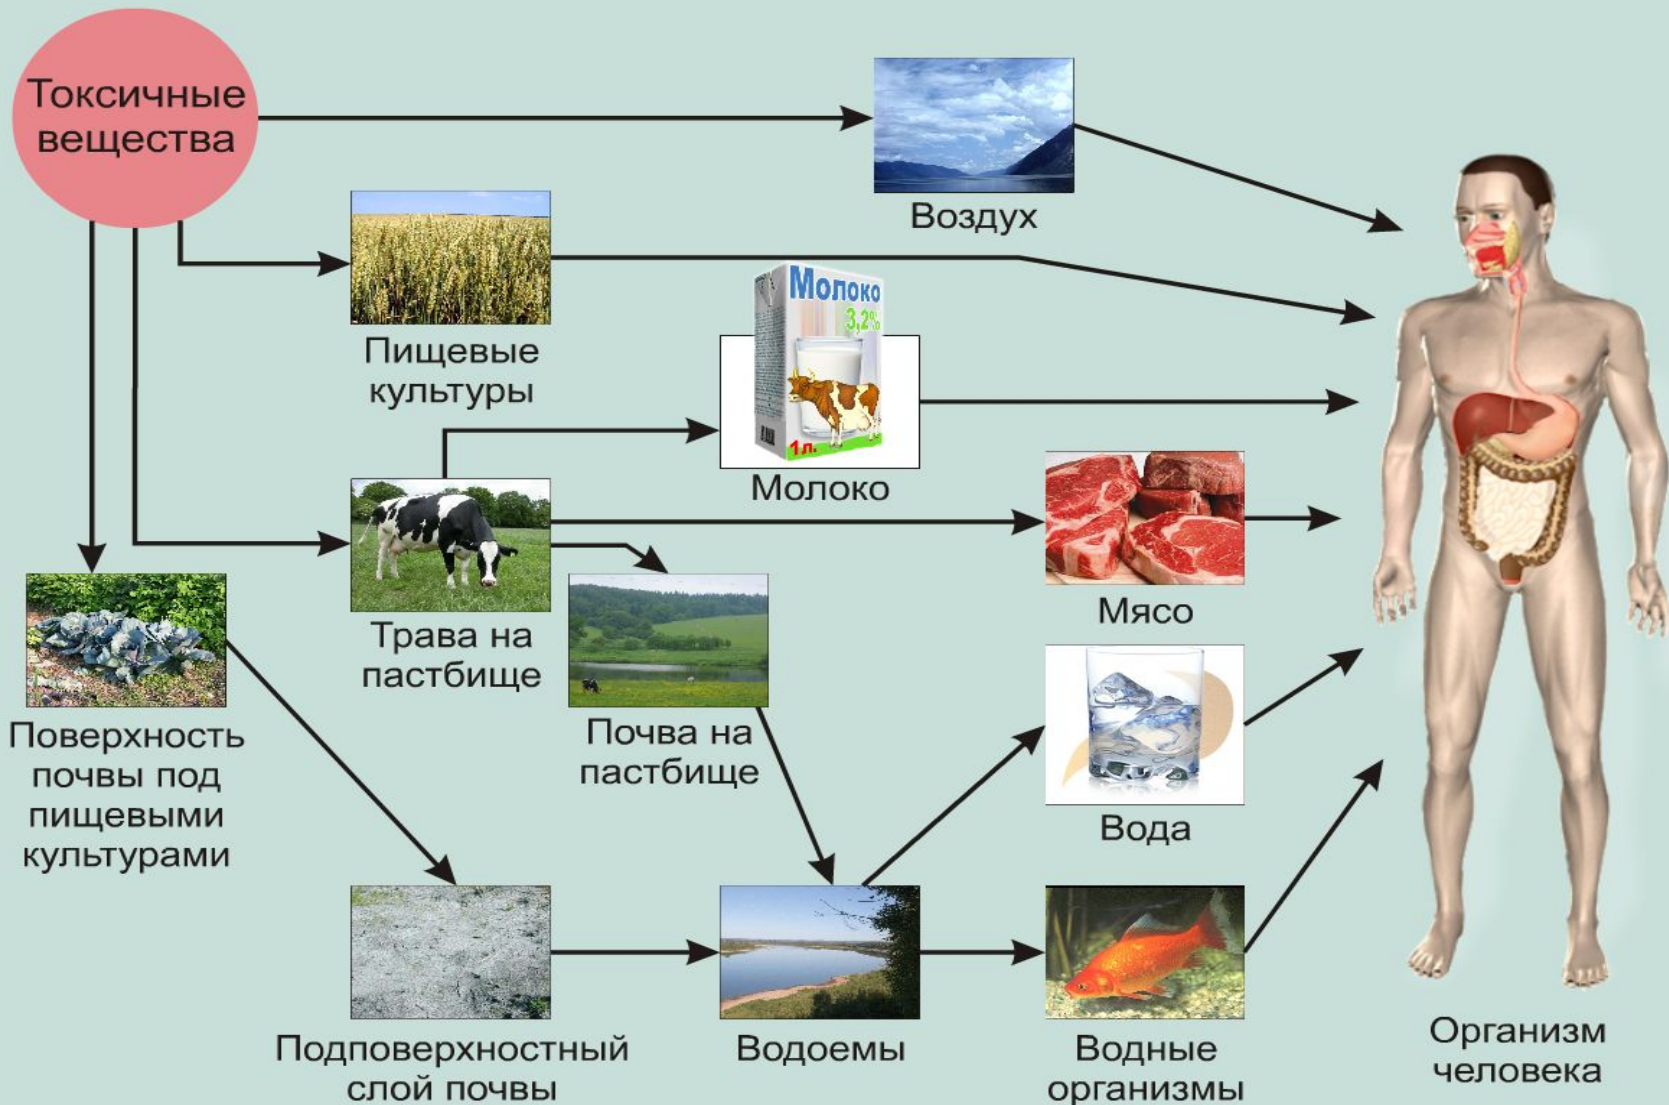 Токсичные
вещества
Воздух
Молоко
3,2%
1л.
Пищевые
культуры
Молоко
Мясо
Трава на
пастбище
Почва на
пастбище
Поверхность
почвы под
пищевыми
культурами
Вода
Подповерхностный
слой почвы
Водоемы
Водные
организмы
Организм
человека